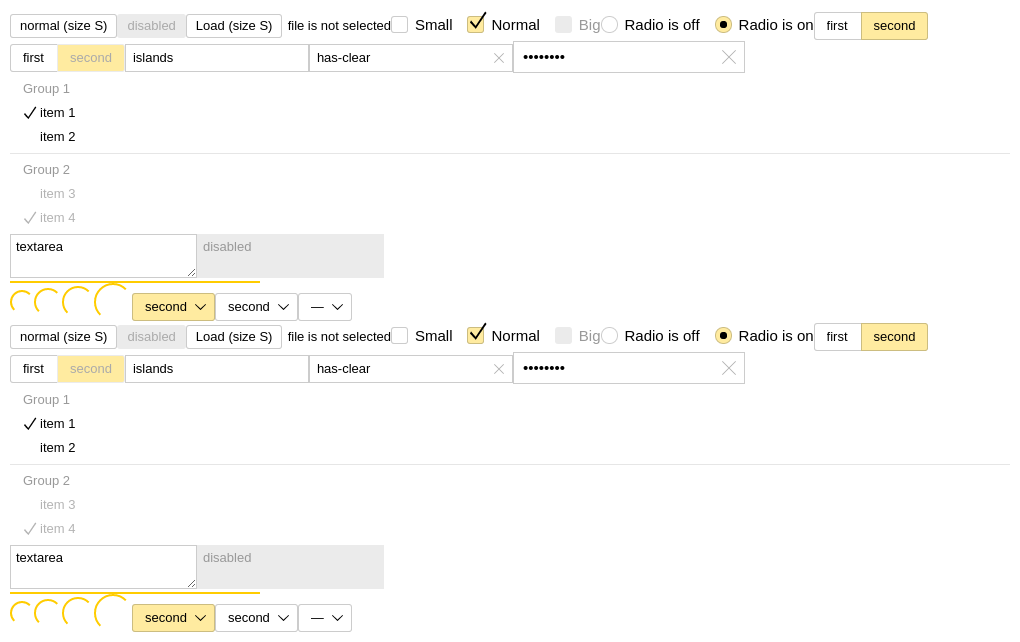 normal (size S) disabled Load (size S) file is not selected Small Normal Big Radio is off Radio is on first second
first second islands has-clear ••••••••
Group 1
item 1
item 2
Group 2
item 3
item 4
textarea disabled
second second —
normal (size S) disabled Load (size S) file is not selected Small Normal Big Radio is off Radio is on first second
first second islands has-clear ••••••••
Group 1
item 1
item 2
Group 2
item 3
item 4
textarea disabled
second second —